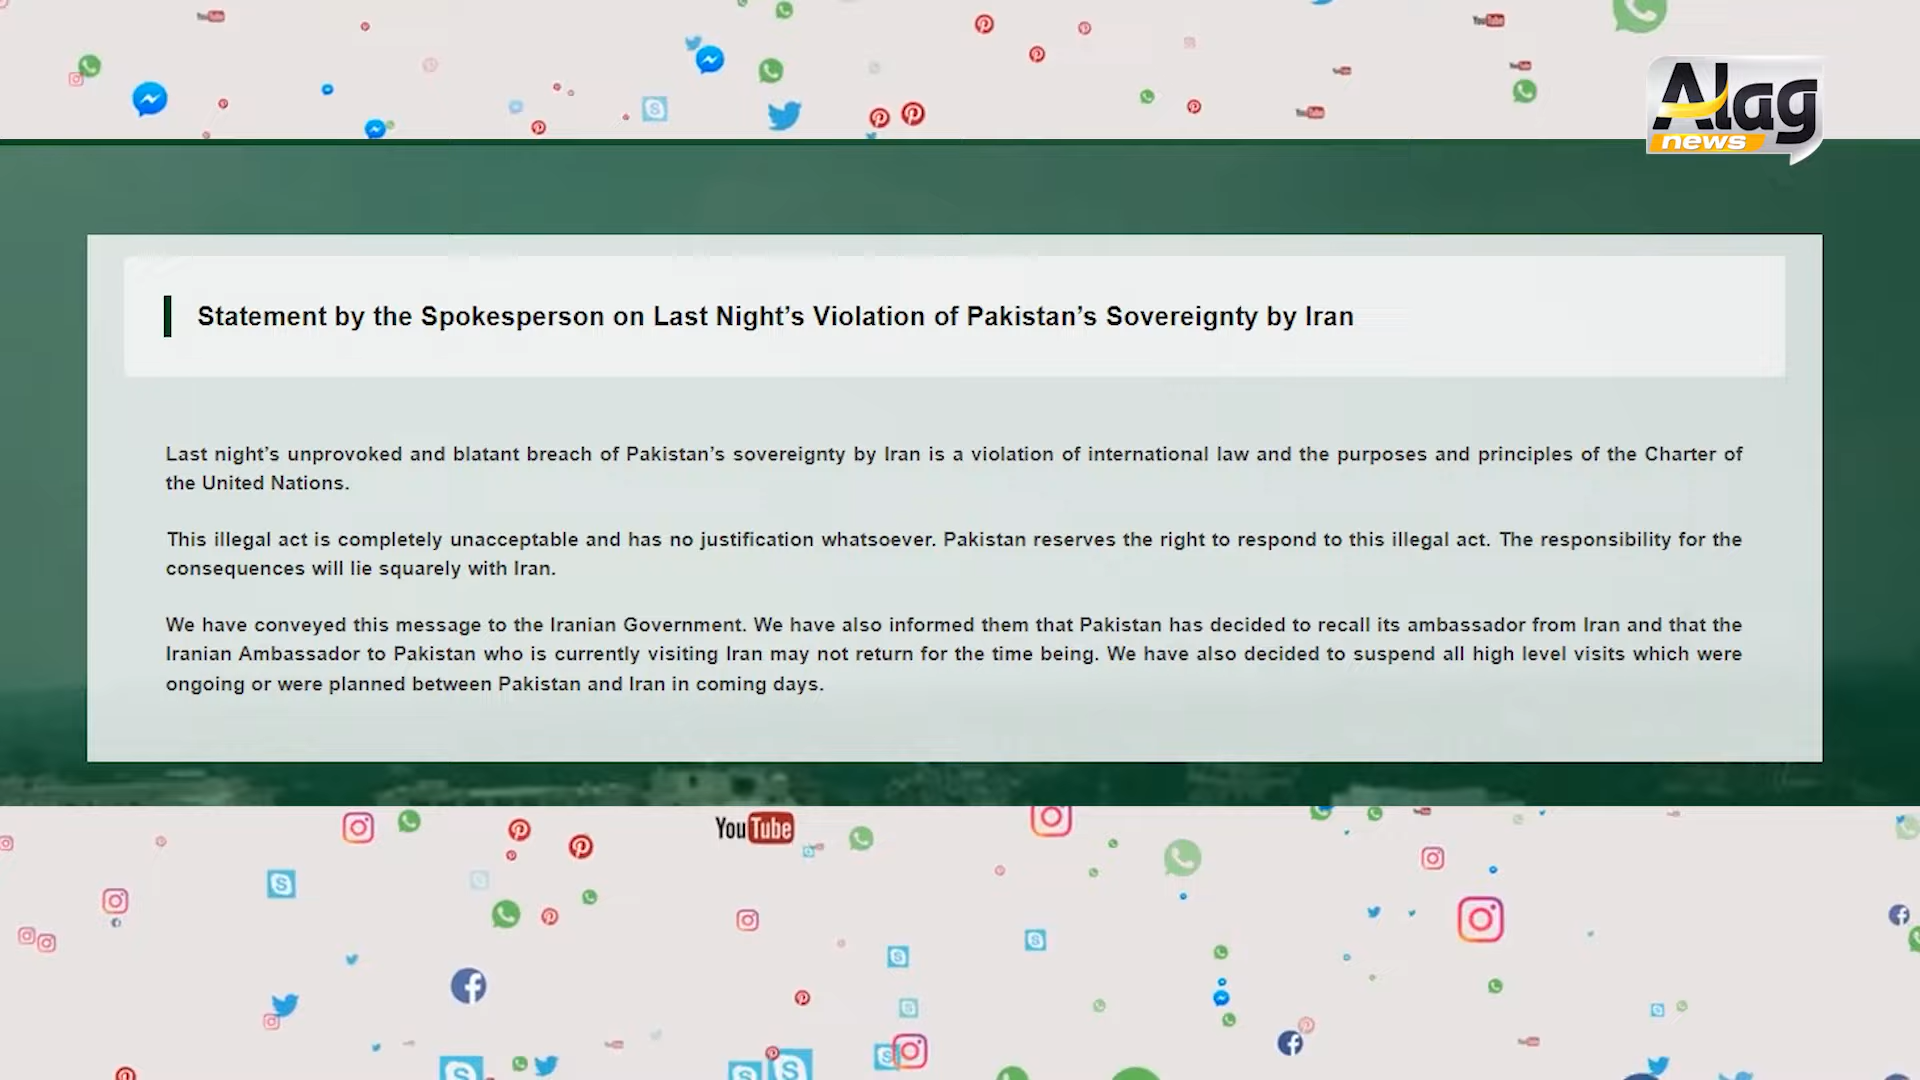 Alag
news
Statement by the Spokesperson on Last Night’s Violation of Pakistan’s Sovereignty by Iran
Last night’s unprovoked and blatant breach of Pakistan’s sovereignty by Iran is a violation of international law and the purposes and principles of the Charter of
the United Nations.
This illegal act is completely unacceptable and has no justification whatsoever. Pakistan reserves the right to respond to this illegal act. The responsibility for the
consequences will lie squarely with Iran.
We have conveyed this message to the Iranian Government. We have also informed them that Pakistan has decided to recall its ambassador from Iran and that the
Iranian Ambassador to Pakistan who is currently visiting Iran may not return for the time being. We have also decided to suspend all high level visits which were
ongoing or were planned between Pakistan and Iran in coming days.
YouTube